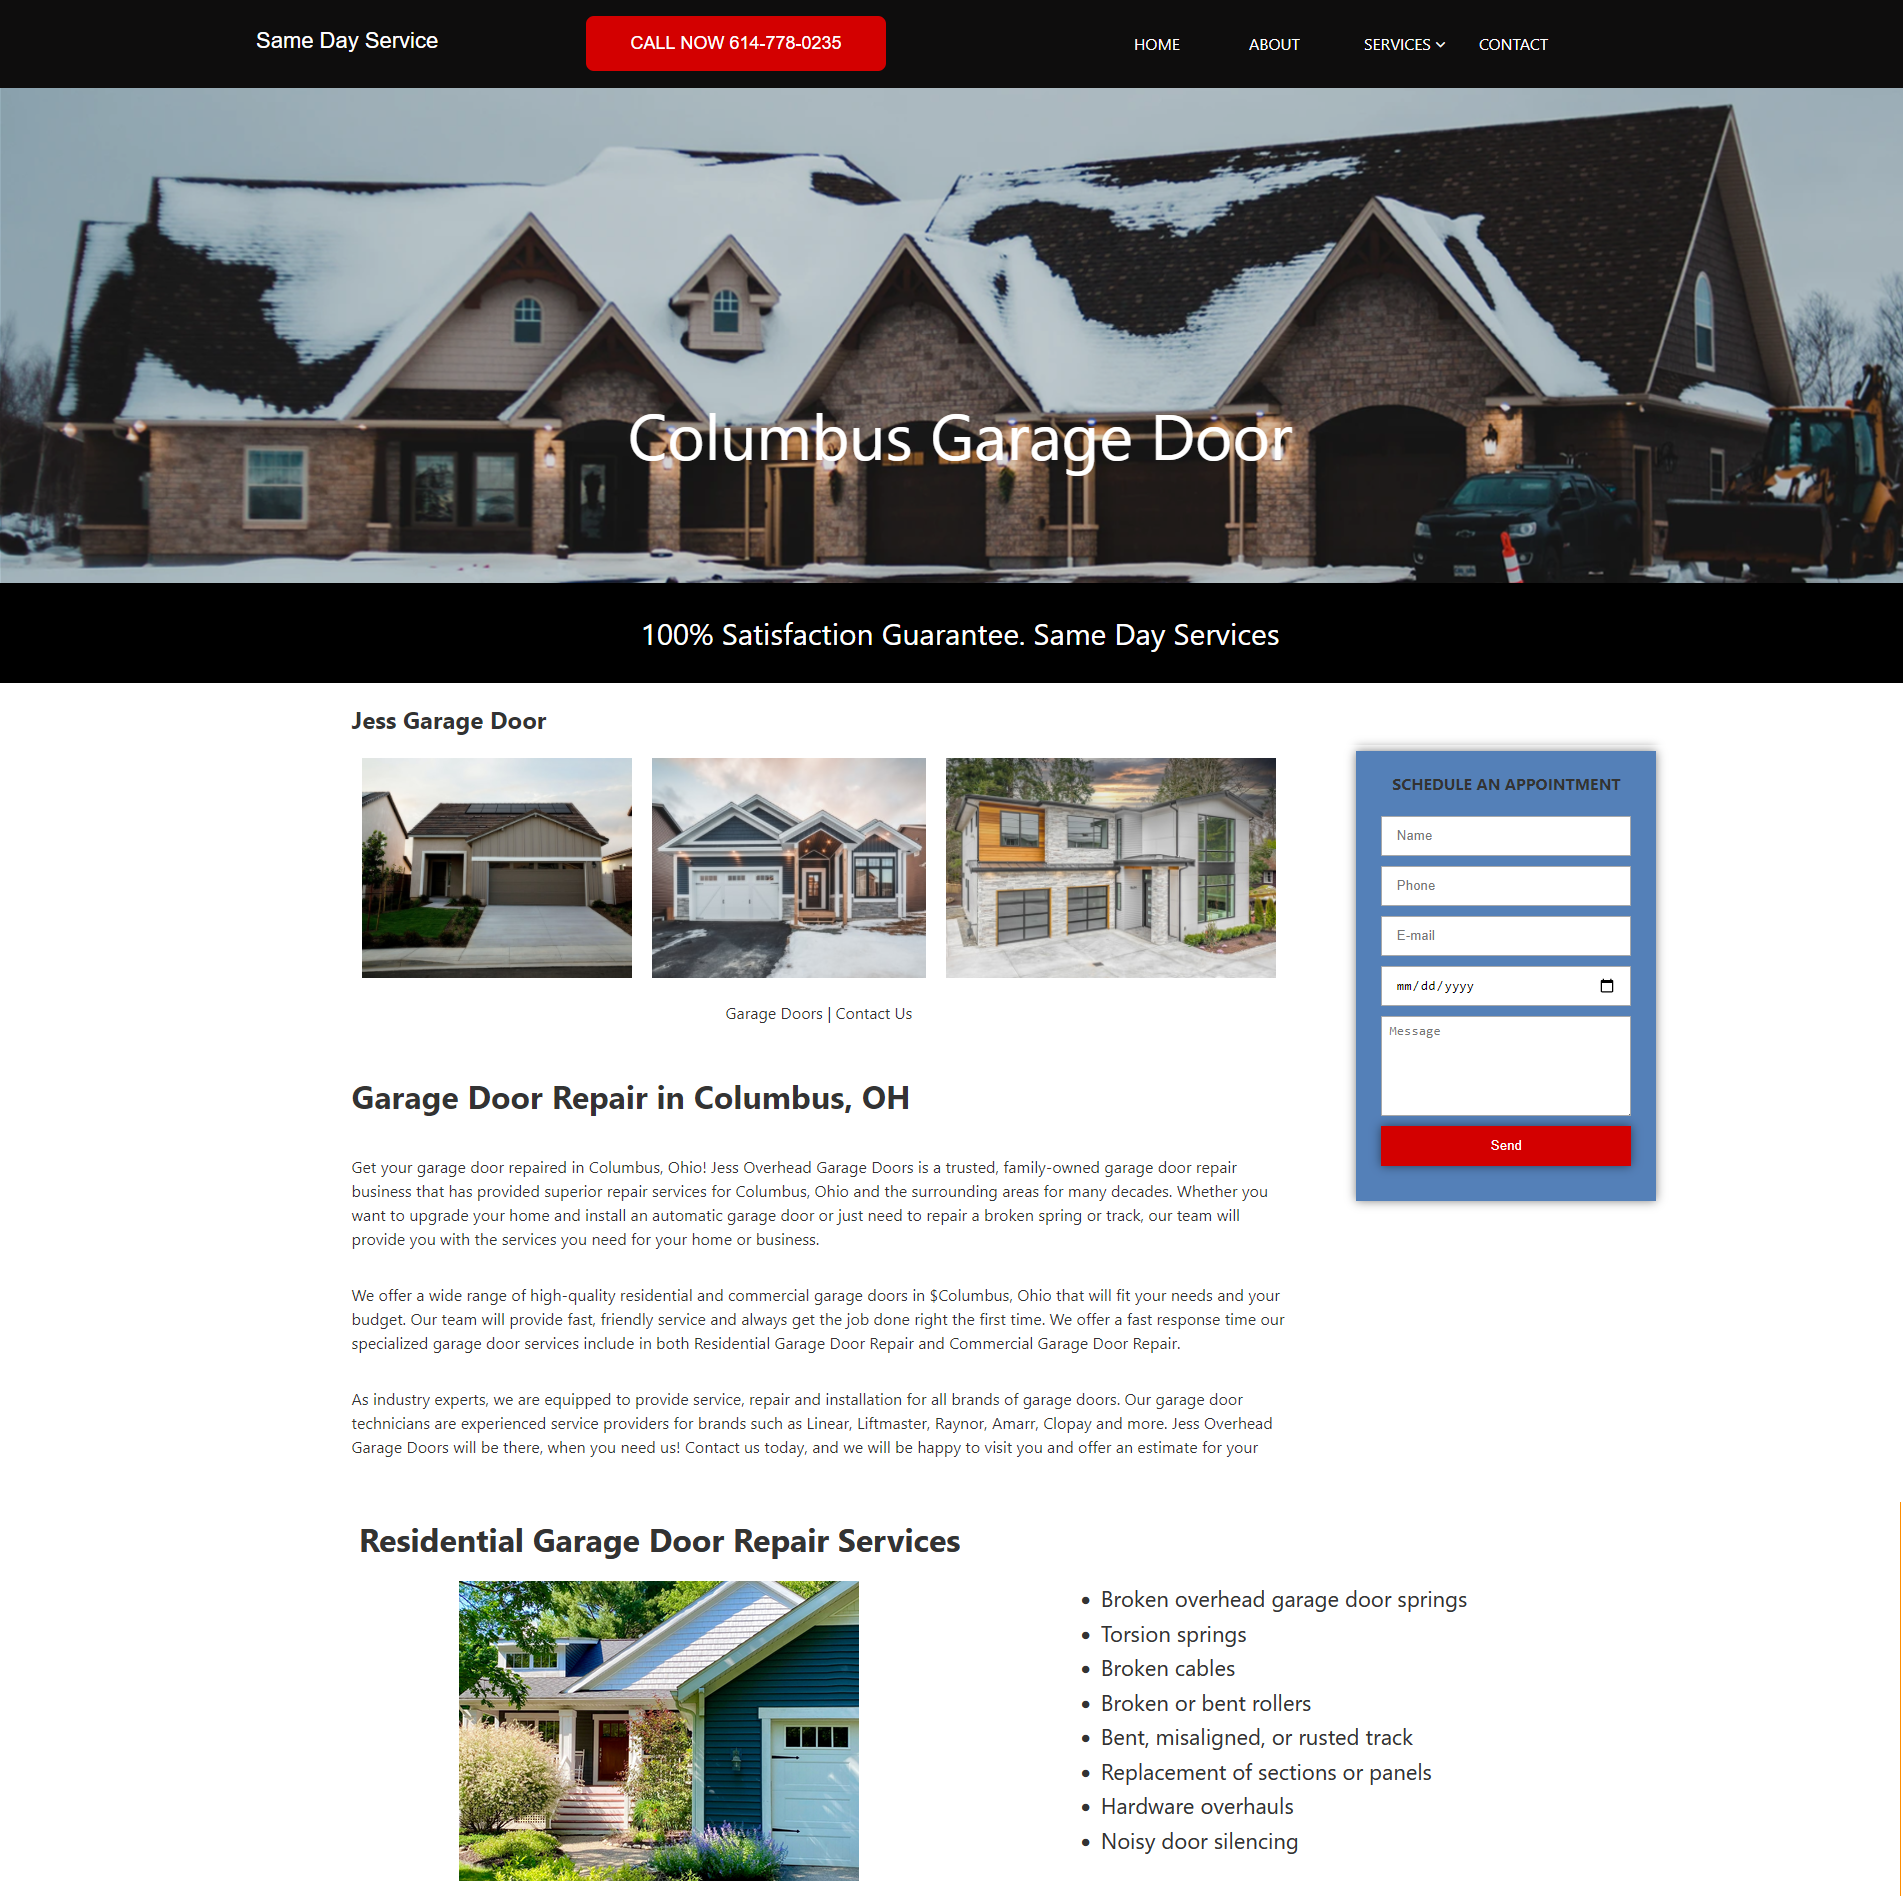 Same Day Service
CALL NOW 614-778-0235
HOME
ABOUT
SERVICES
CONTACT
Columbus Garage Door
100% Satisfaction Guarantee. Same Day Services
Jess Garage Door
Garage Doors | Contact Us
SCHEDULE AN APPOINTMENT
Name
Phone
E-mail
mm/dd/yyyy
Message
Send
Garage Door Repair in Columbus, OH
Get your garage door repaired in Columbus, Ohio! Jess Overhead Garage Doors is a trusted, family-owned garage door repair
business that has provided superior repair services for Columbus, Ohio and the surrounding areas for many decades. Whether you
want to upgrade your home and install an automatic garage door or just need to repair a broken spring or track, our team will
provide you with the services you need for your home or business.
We offer a wide range of high-quality residential and commercial garage doors in $Columbus, Ohio that will fit your needs and your
budget. Our team will provide fast, friendly service and always get the job done right the first time. We offer a fast response time our
specialized garage door services include in both Residential Garage Door Repair and Commercial Garage Door Repair.
As industry experts, we are equipped to provide service, repair and installation for all brands of garage doors. Our garage door
technicians are experienced service providers for brands such as Linear, Liftmaster, Raynor, Amarr, Clopay and more. Jess Overhead
Garage Doors will be there, when you need us! Contact us today, and we will be happy to visit you and offer an estimate for your
Residential Garage Door Repair Services
• Broken overhead garage door springs
• Torsion springs
• Broken cables
• Broken or bent rollers
• Bent, misaligned, or rusted track
• Replacement of sections or panels
• Hardware overhauls
• Noisy door silencing